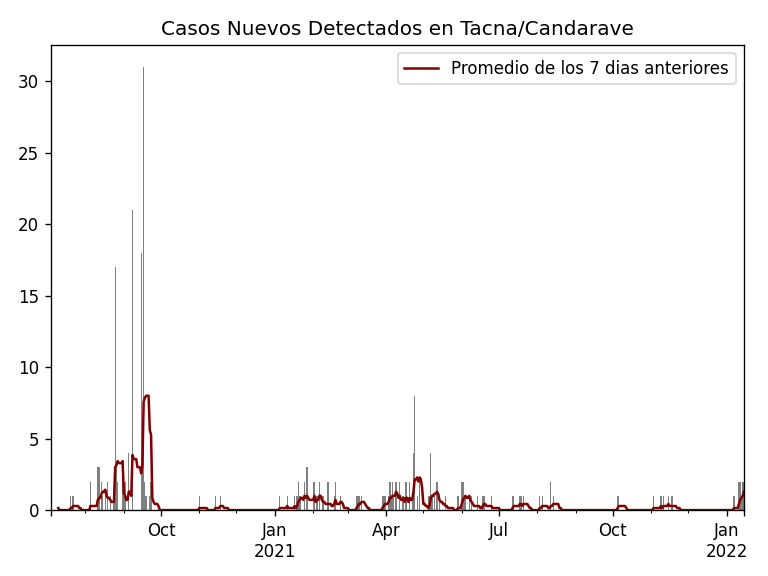 Casos Nuevos Detectados en Tacna/Candarave
Promedio de los 7 dias anteriores
30
25
20
15
10
5
0
Oct Jan Apr Jul Oct Jan
2021 2022